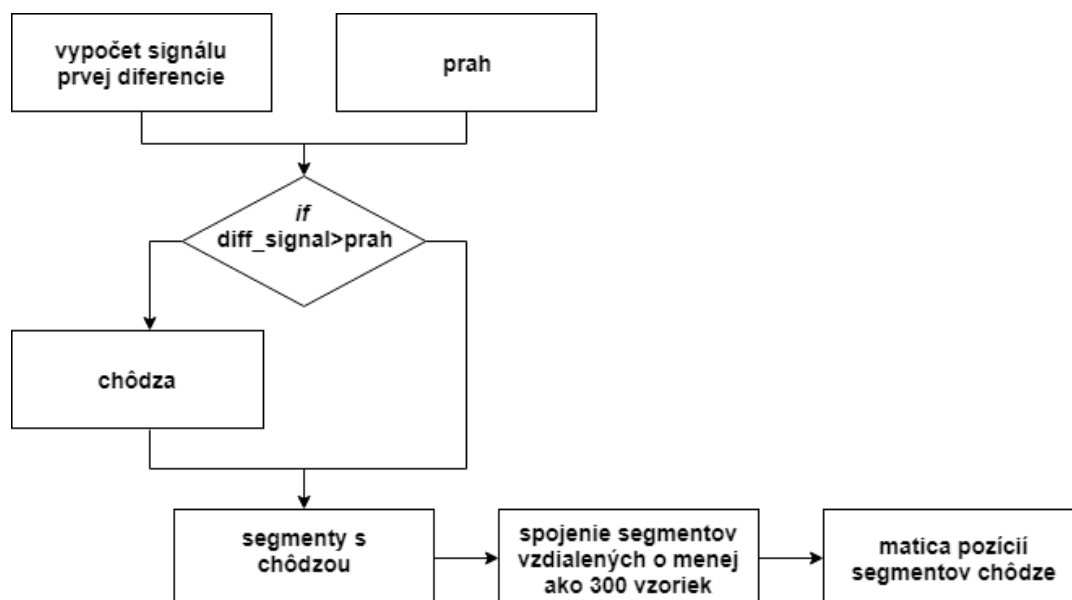 vypočet signálu
prvej diferencie
prah
if
diff_signal>prah
chôdza
segmenty s
chôdzou
spojenie segmentov
vzdialených o menej
ako 300 vzoriek
matica pozícií
segmentov chôdze